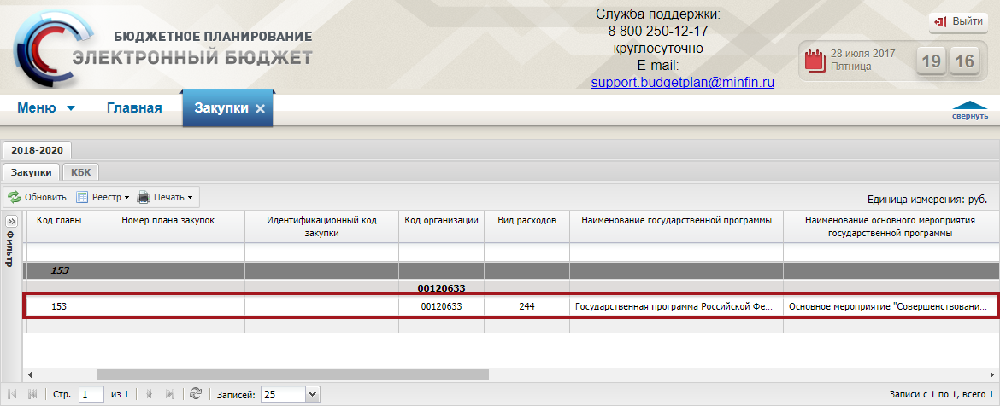 БЮДЖЕТНОЕ ПЛАНИРОВАНИЕ
ЭЛЕКТРОННЫЙ БЮДЖЕТ
Служба поддержки:
8 800 250-12-17
круглосуточно
E-mail:
support.budgetplan@minfin.ru
Выйти
28 июля 2017
Пятница
19 16
Меню Главная Закупки
свернуть
2018-2020
Закупки КБК
Обновить Реестр Печать
Единица измерения: руб.
Фильтр
Код главы Номер плана закупок Идентификационный код закупки Код организации Вид расходов Наименование государственной программы Наименование основного мероприятия государственной программы
153
00120633
153 00120633 244 Государственная программа Российской Фе... Основное мероприятие "Совершенствовани...
Стр. 1 из 1 Записей: 25 Записи с 1 по 1, всего 1